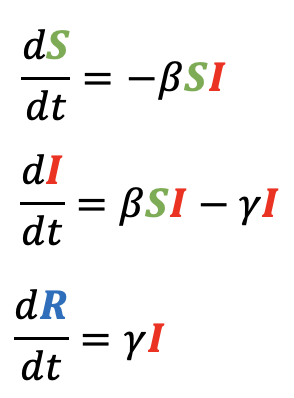 dS/dt = −βSI
dI/dt = βSI − γI
dR/dt = γI